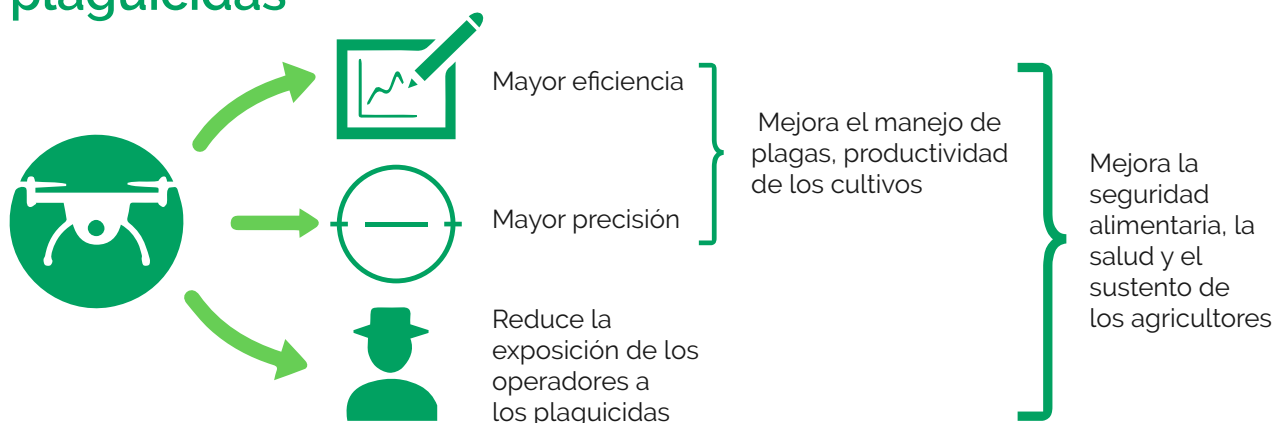 plaguicidas
Mayor eficiencia
Mayor precisión
Reduce la
exposición de los
operadores a
los plaguicidas
Mejora el manejo de
plagas, productividad
de los cultivos
Mejora la
seguridad
alimentaria, la
salud y el
sustento de
los agricultores